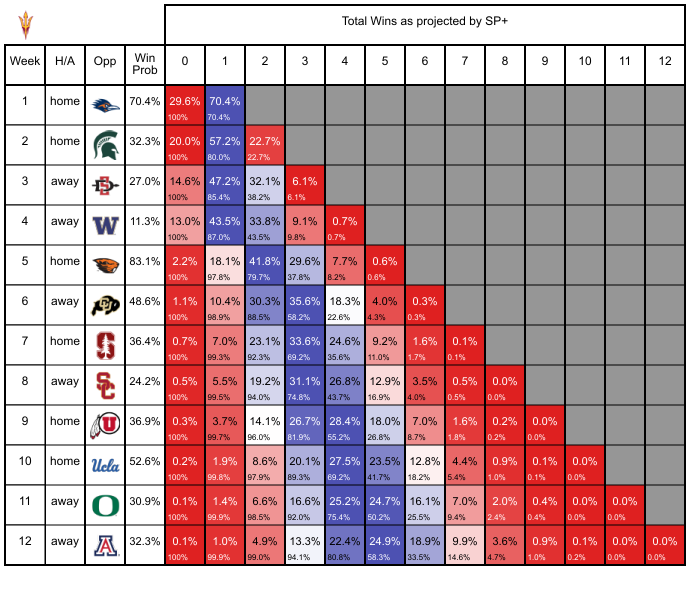 Total Wins as projected by SP+
Week H/A Opp Win Prob 0 1 2 3 4 5 6 7 8 9 10 11 12
1 home 70.4% 29.6% 70.4%
100% 70.4%
2 home 32.3% 20.0% 57.2% 22.7%
100% 80.0% 22.7%
3 away 27.0% 14.6% 47.2% 32.1% 6.1%
100% 85.4% 38.2% 6.1%
4 away W 11.3% 13.0% 43.5% 33.8% 9.1% 0.7%
100% 87.0% 43.5% 9.8% 0.7%
5 home 83.1% 2.2% 18.1% 41.8% 29.6% 7.7% 0.6%
100% 97.8% 79.7% 37.8% 8.2% 0.6%
6 away CU 48.6% 1.1% 10.4% 30.3% 35.6% 18.3% 4.0% 0.3%
100% 98.9% 88.5% 58.2% 22.6% 4.3% 0.3%
7 home S 36.4% 0.7% 7.0% 23.1% 33.6% 24.6% 9.2% 1.6% 0.1%
100% 99.3% 92.3% 69.2% 35.6% 11.0% 1.7% 0.1%
8 away SC 24.2% 0.5% 5.5% 19.2% 31.1% 26.8% 12.9% 3.5% 0.5% 0.0%
100% 99.5% 94.0% 74.8% 43.7% 16.9% 4.0% 0.5% 0.0%
9 home U 36.9% 0.3% 3.7% 14.1% 26.7% 28.4% 18.0% 7.0% 1.6% 0.2% 0.0%
100% 99.7% 96.0% 81.9% 55.2% 26.8% 8.7% 1.8% 0.2% 0.0%
10 home Ucla 52.6% 0.2% 1.9% 8.6% 20.1% 27.5% 23.5% 12.8% 4.4% 0.9% 0.1% 0.0%
100% 99.8% 97.9% 89.3% 69.2% 41.7% 18.2% 5.4% 1.0% 0.1% 0.0%
11 away O 30.9% 0.1% 1.4% 6.6% 16.6% 25.2% 24.7% 16.1% 7.0% 2.0% 0.4% 0.0% 0.0%
100% 99.9% 98.5% 92.0% 75.4% 50.2% 25.5% 9.4% 2.4% 0.4% 0.0% 0.0%
12 away A 32.3% 0.1% 1.0% 4.9% 13.3% 22.4% 24.9% 18.9% 9.9% 3.6% 0.9% 0.1% 0.0% 0.0%
100% 99.9% 99.0% 94.1% 80.8% 58.3% 33.5% 14.6% 4.7% 1.0% 0.2% 0.0% 0.0%